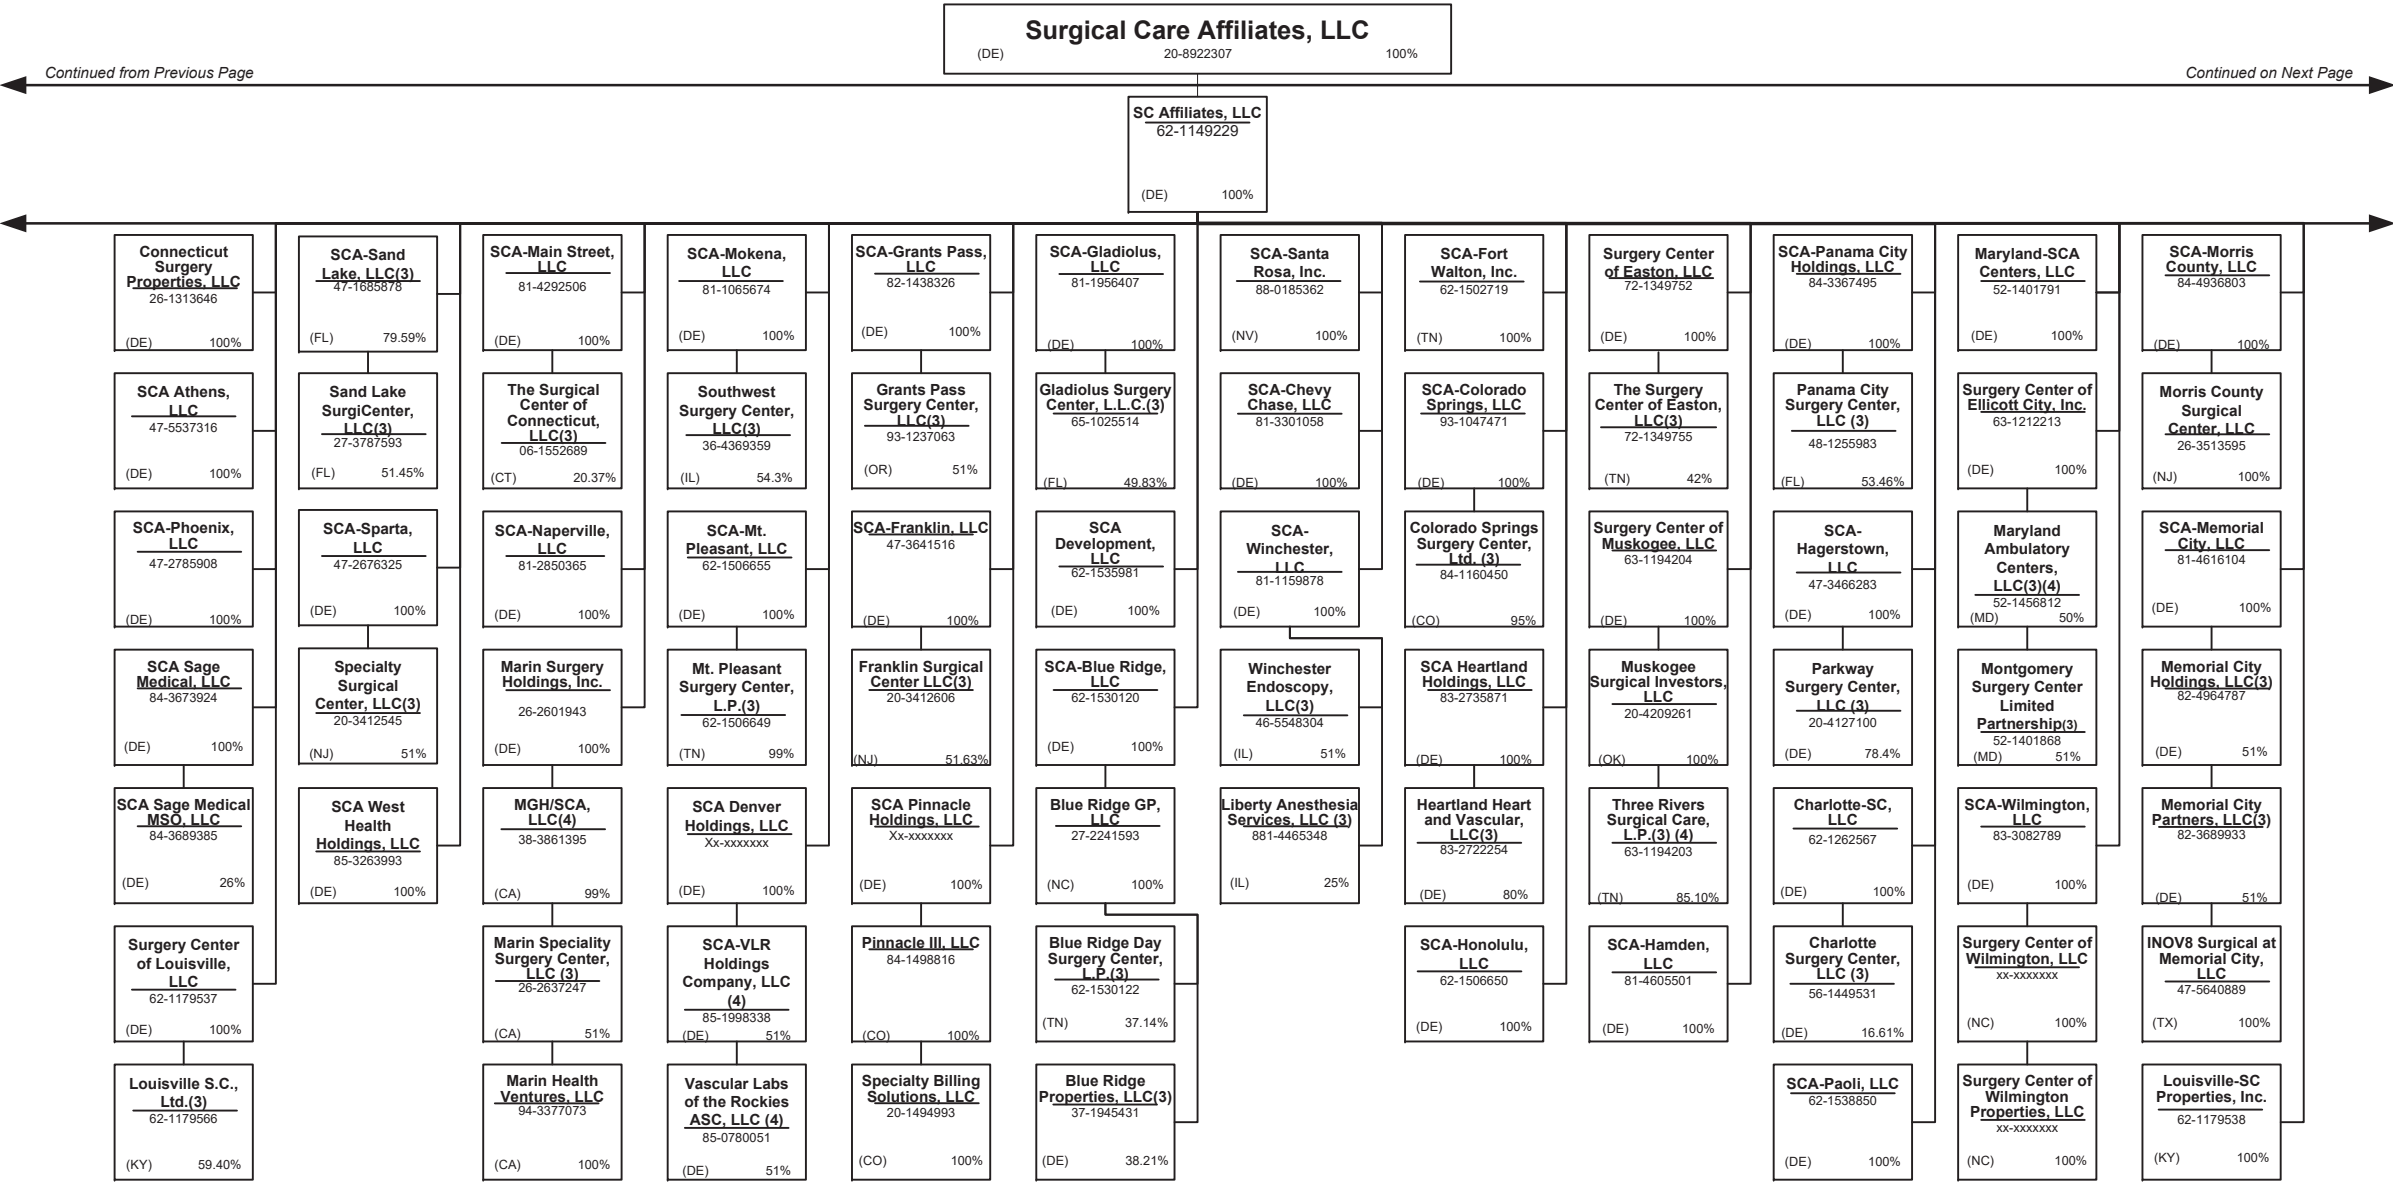 Surgical Care Affiliates, LLC
(DE) 20-8922307 100%
Continued from Previous Page
Continued on Next Page
SC Affiliates, LLC
62-1149229
(DE) 100%
Connecticut
Surgery
Properties, LLC
26-1313646
(DE) 100%
SCA Athens,
LLC
47-5537316
(DE) 100%
SCA-Phoenix,
LLC
47-2785908
(DE) 100%
SCA Sage
Medical, LLC
84-3673924
(DE) 100%
SCA Sage Medical
MSO, LLC
84-3689385
(DE) 26%
Surgery Center
of Louisville,
LLC
62-1179537
(DE) 100%
Louisville S.C.,
Ltd.(3)
62-1179566
(KY) 59.40%
SCA-Sand
Lake, LLC(3)
47-1685878
(FL) 79.59%
Sand Lake
SurgiCenter,
LLC(3)
27-3787593
(FL) 51.45%
SCA-Sparta,
LLC
47-2676325
(DE) 100%
Specialty
Surgical
Center, LLC(3)
20-3412545
(NJ) 51%
SCA West
Health
Holdings, LLC
85-3263993
(DE) 100%
SCA-Main Street,
LLC
81-4292506
(DE) 100%
The Surgical
Center of
Connecticut,
LLC(3)
06-1552689
(CT) 20.37%
SCA-Naperville,
LLC
81-2850365
(DE) 100%
Marin Surgery
Holdings, Inc.
26-2601943
(DE) 100%
MGH/SCA,
LLC(4)
38-3861395
(CA) 99%
Marin Speciality
Surgery Center,
LLC (3)
26-2637247
(CA) 51%
Marin Health
Ventures, LLC
94-3377073
(CA) 100%
SCA-Mokena,
LLC
81-1065674
(DE) 100%
Southwest
Surgery Center,
LLC(3)
36-4369359
(IL) 54.3%
SCA-Mt.
Pleasant, LLC
62-1506655
(DE) 100%
Mt. Pleasant
Surgery Center,
L.P.(3)
62-1506649
(TN) 99%
SCA Denver
Holdings, LLC
Xx-xxxxxxx
(DE) 100%
SCA-VLR
Holdings
Company, LLC
(4)
85-1998338
(DE) 51%
Vascular Labs
of the Rockies
ASC, LLC (4)
85-0780051
(DE) 51%
SCA-Grants Pass,
LLC
82-1438326
(DE) 100%
Grants Pass
Surgery Center,
LLC(3)
93-1237063
(OR) 51%
SCA-Franklin, LLC
47-3641516
(DE) 100%
Franklin Surgical
Center LLC(3)
20-3412606
(NJ) 51.63%
SCA Pinnacle
Holdings, LLC
Xx-xxxxxxx
(DE) 100%
Pinnacle III, LLC
84-1498816
(CO) 100%
Specialty Billing
Solutions, LLC
20-1494993
(CO) 100%
SCA-Gladiolus,
LLC
81-1956407
(DE) 100%
Gladiolus Surgery
Center, L.L.C.(3)
65-1025514
(FL) 49.83%
SCA
Development,
LLC
62-1535981
(DE) 100%
SCA-Blue Ridge,
LLC
62-1530120
(DE) 100%
Blue Ridge GP,
LLC
27-2241593
(NC) 100%
Blue Ridge Day
Surgery Center,
L.P.(3)
62-1530122
(TN) 37.14%
Blue Ridge
Properties, LLC(3)
37-1945431
(DE) 38.21%
SCA-Santa
Rosa, Inc.
88-0185362
(NV) 100%
SCA-Chevy
Chase, LLC
81-3301058
(DE) 100%
SCA-
Winchester,
LLC
81-1159878
(DE) 100%
Winchester
Endoscopy,
LLC(3)
46-5548304
(IL) 51%
Liberty Anesthesia
Services, LLC (3)
881-4465348
(IL) 25%
SCA-Fort
Walton, Inc.
62-1502719
(TN) 100%
SCA-Colorado
Springs, LLC
93-1047471
(DE) 100%
Colorado Springs
Surgery Center,
Ltd. (3)
84-1160450
(CO) 95%
SCA Heartland
Holdings, LLC
83-2735871
(DE) 100%
Heartland Heart
and Vascular,
LLC(3)
83-2722254
(DE) 80%
SCA-Honolulu,
LLC
62-1506650
(DE) 100%
Surgery Center
of Easton, LLC
72-1349752
(DE) 100%
The Surgery
Center of Easton,
LLC(3)
72-1349755
(TN) 42%
Surgery Center of
Muskogee, LLC
63-1194204
(DE) 100%
Muskogee
Surgical Investors,
LLC
20-4209261
(OK) 100%
Three Rivers
Surgical Care,
L.P.(3) (4)
63-1194203
(TN) 85.10%
SCA-Hamden,
LLC
81-4605501
(DE) 100%
SCA-Panama City
Holdings, LLC
84-3367495
(DE) 100%
Panama City
Surgery Center,
LLC (3)
48-1255983
(FL) 53.46%
SCA-
Hagerstown,
LLC
47-3466283
(DE) 100%
Parkway
Surgery Center,
LLC (3)
20-4127100
(DE) 78.4%
Charlotte-SC,
LLC
62-1262567
(DE) 100%
Charlotte
Surgery Center,
LLC (3)
56-1449531
(DE) 16.61%
SCA-Paoli, LLC
62-1538850
(DE) 100%
Maryland-SCA
Centers, LLC
52-1401791
(DE) 100%
Surgery Center of
Ellicott City, Inc.
63-1212213
(DE) 100%
Maryland
Ambulatory
Centers,
LLC(3)(4)
52-1456812
(MD) 50%
Montgomery
Surgery Center
Limited
Partnership(3)
52-1401868
(MD) 51%
SCA-Wilmington,
LLC
83-3082789
(DE) 100%
Surgery Center of
Wilmington, LLC
xx-xxxxxxx
(NC) 100%
Surgery Center of
Wilmington
Properties, LLC
xx-xxxxxxx
(NC) 100%
SCA-Morris
County, LLC
84-4936803
(DE) 100%
Morris County
Surgical
Center, LLC
26-3513595
(NJ) 100%
SCA-Memorial
City, LLC
81-4616104
(DE) 100%
Memorial City
Holdings, LLC(3)
82-4964787
(DE) 51%
Memorial City
Partners, LLC(3)
82-3689933
(DE) 51%
INOV8 Surgical at
Memorial City,
LLC
47-5640889
(TX) 100%
Louisville-SC
Properties, Inc.
62-1179538
(KY) 100%